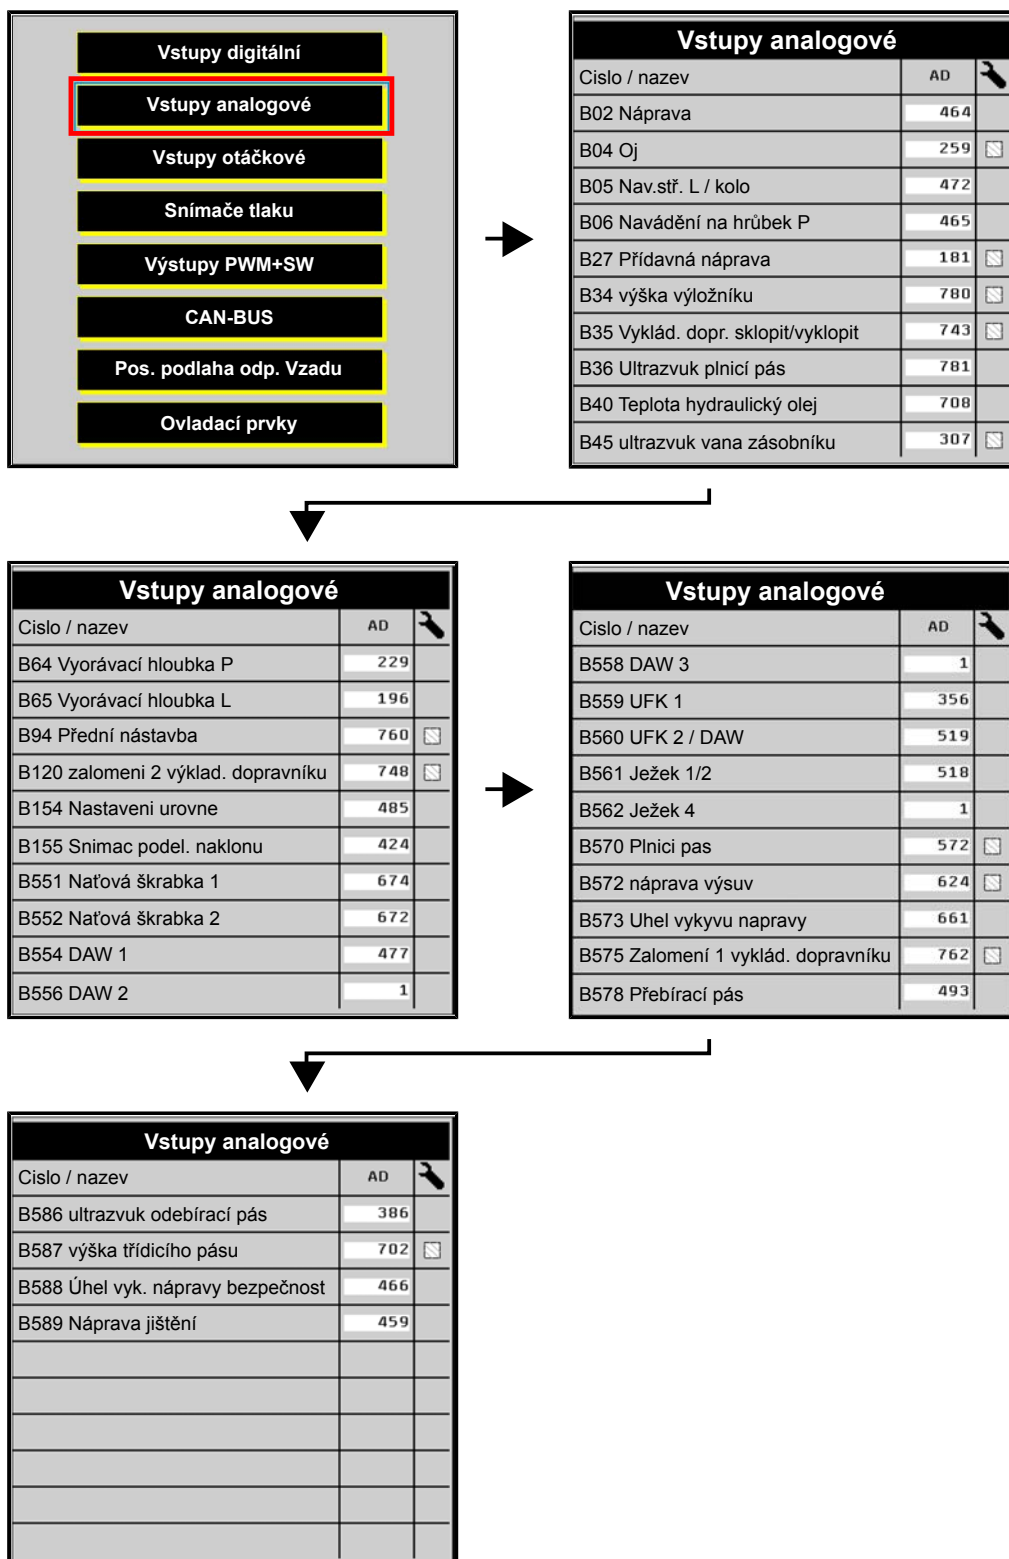 Vstupy digitální
Vstupy analogové
Vstupy otáčkové
Snímače tlaku
Výstupy PWM+SW
CAN-BUS
Pos. podlaha odp. Vzadu
Ovladací prvky
Vstupy analogové
Cislo / nazev AD
B02 Náprava 464
B04 Oj 259
B05 Nav.stř. L / kolo 472
B06 Navádění na hrůbek P 465
B27 Přídavná náprava 181
B34 výška výložníku 780
B35 Vyklád. dopr. sklopit/vyklopit 743
B36 Ultrazvuk plnicí pás 781
B40 Teplota hydraulický olej 708
B45 ultrazvuk vana zásobníku 307
Vstupy analogové
Cislo / nazev AD
B64 Vyorávací hloubka P 229
B65 Vyorávací hloubka L 196
B94 Přední nástavba 760
B120 zalomeni 2 výklad. dopravníku 748
B154 Nastaveni urovne 485
B155 Snimac podel. naklonu 424
B551 Naťová škrabka 1 674
B552 Naťová škrabka 2 672
B554 DAW 1 477
B556 DAW 2 1
Vstupy analogové
Cislo / nazev AD
B558 DAW 3 1
B559 UFK 1 356
B560 UFK 2 / DAW 519
B561 Ježek 1/2 518
B562 Ježek 4 1
B570 Plnici pas 572
B572 náprava výsuv 624
B573 Uhel vykyvu napravy 661
B575 Zalomení 1 vyklád. dopravníku 762
B578 Přebírací pás 493
Vstupy analogové
Cislo / nazev AD
B586 ultrazvuk odebírací pás 386
B587 výška třídicího pásu 702
B588 Úhel vyk. nápravy bezpečnost 466
B589 Náprava jištění 459